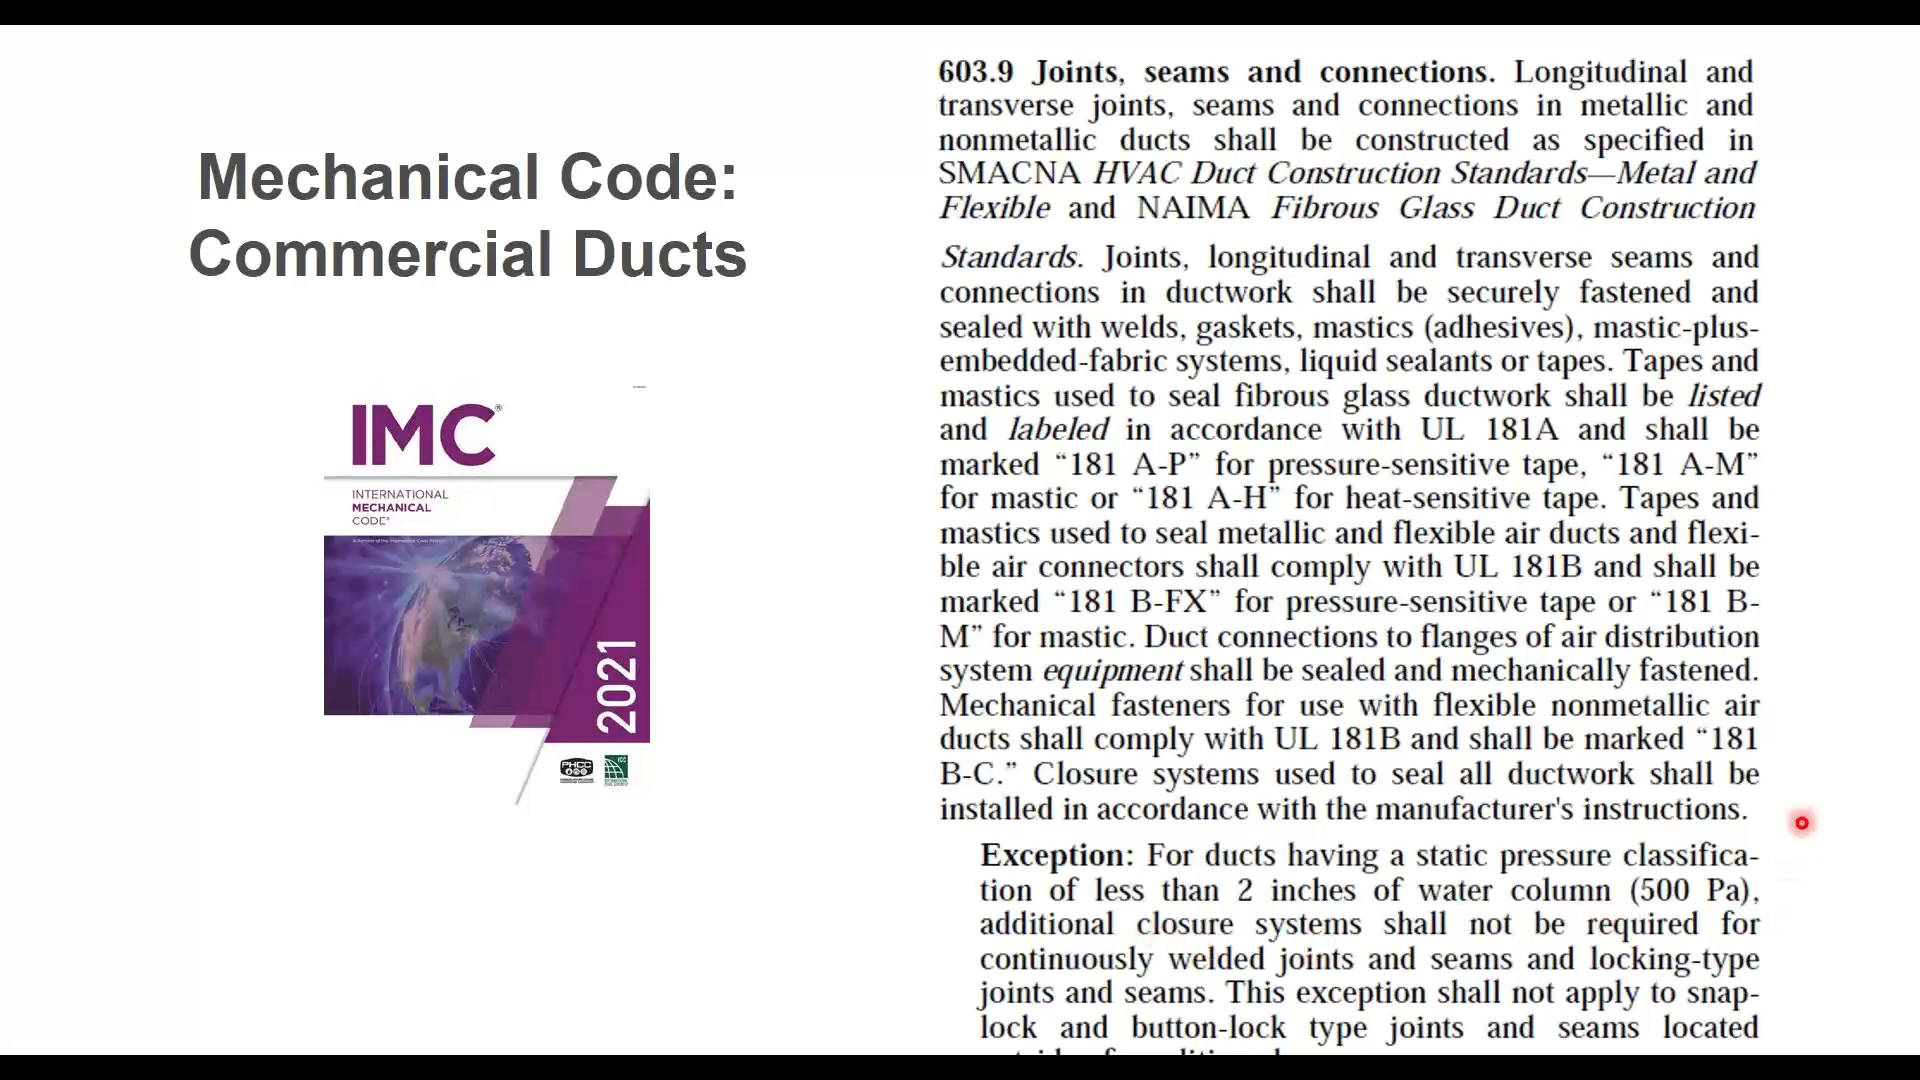 Mechanical Code:
Commercial Ducts
IMC®
INTERNATIONAL
MECHANICAL
CODE®
A Member of the International Code Family®
2021
PHCC
ICC
603.9 Joints, seams and connections. Longitudinal and
transverse joints, seams and connections in metallic and
nonmetallic ducts shall be constructed as specified in
SMACNA HVAC Duct Construction Standards—Metal and
Flexible and NAIMA Fibrous Glass Duct Construction
Standards. Joints, longitudinal and transverse seams and
connections in ductwork shall be securely fastened and
sealed with welds, gaskets, mastics (adhesives), mastic-plus-
embedded-fabric systems, liquid sealants or tapes. Tapes and
mastics used to seal fibrous glass ductwork shall be listed
and labeled in accordance with UL 181A and shall be
marked “181 A-P” for pressure-sensitive tape, “181 A-M”
for mastic or “181 A-H” for heat-sensitive tape. Tapes and
mastics used to seal metallic and flexible air ducts and flexi-
ble air connectors shall comply with UL 181B and shall be
marked “181 B-FX” for pressure-sensitive tape or “181 B-
M” for mastic. Duct connections to flanges of air distribution
system equipment shall be sealed and mechanically fastened.
Mechanical fasteners for use with flexible nonmetallic air
ducts shall comply with UL 181B and shall be marked “181
B-C.” Closure systems used to seal all ductwork shall be
installed in accordance with the manufacturer's instructions.
Exception: For ducts having a static pressure classifica-
tion of less than 2 inches of water column (500 Pa),
additional closure systems shall not be required for
continuously welded joints and seams and locking-type
joints and seams. This exception shall not apply to snap-
lock and button-lock type joints and seams located